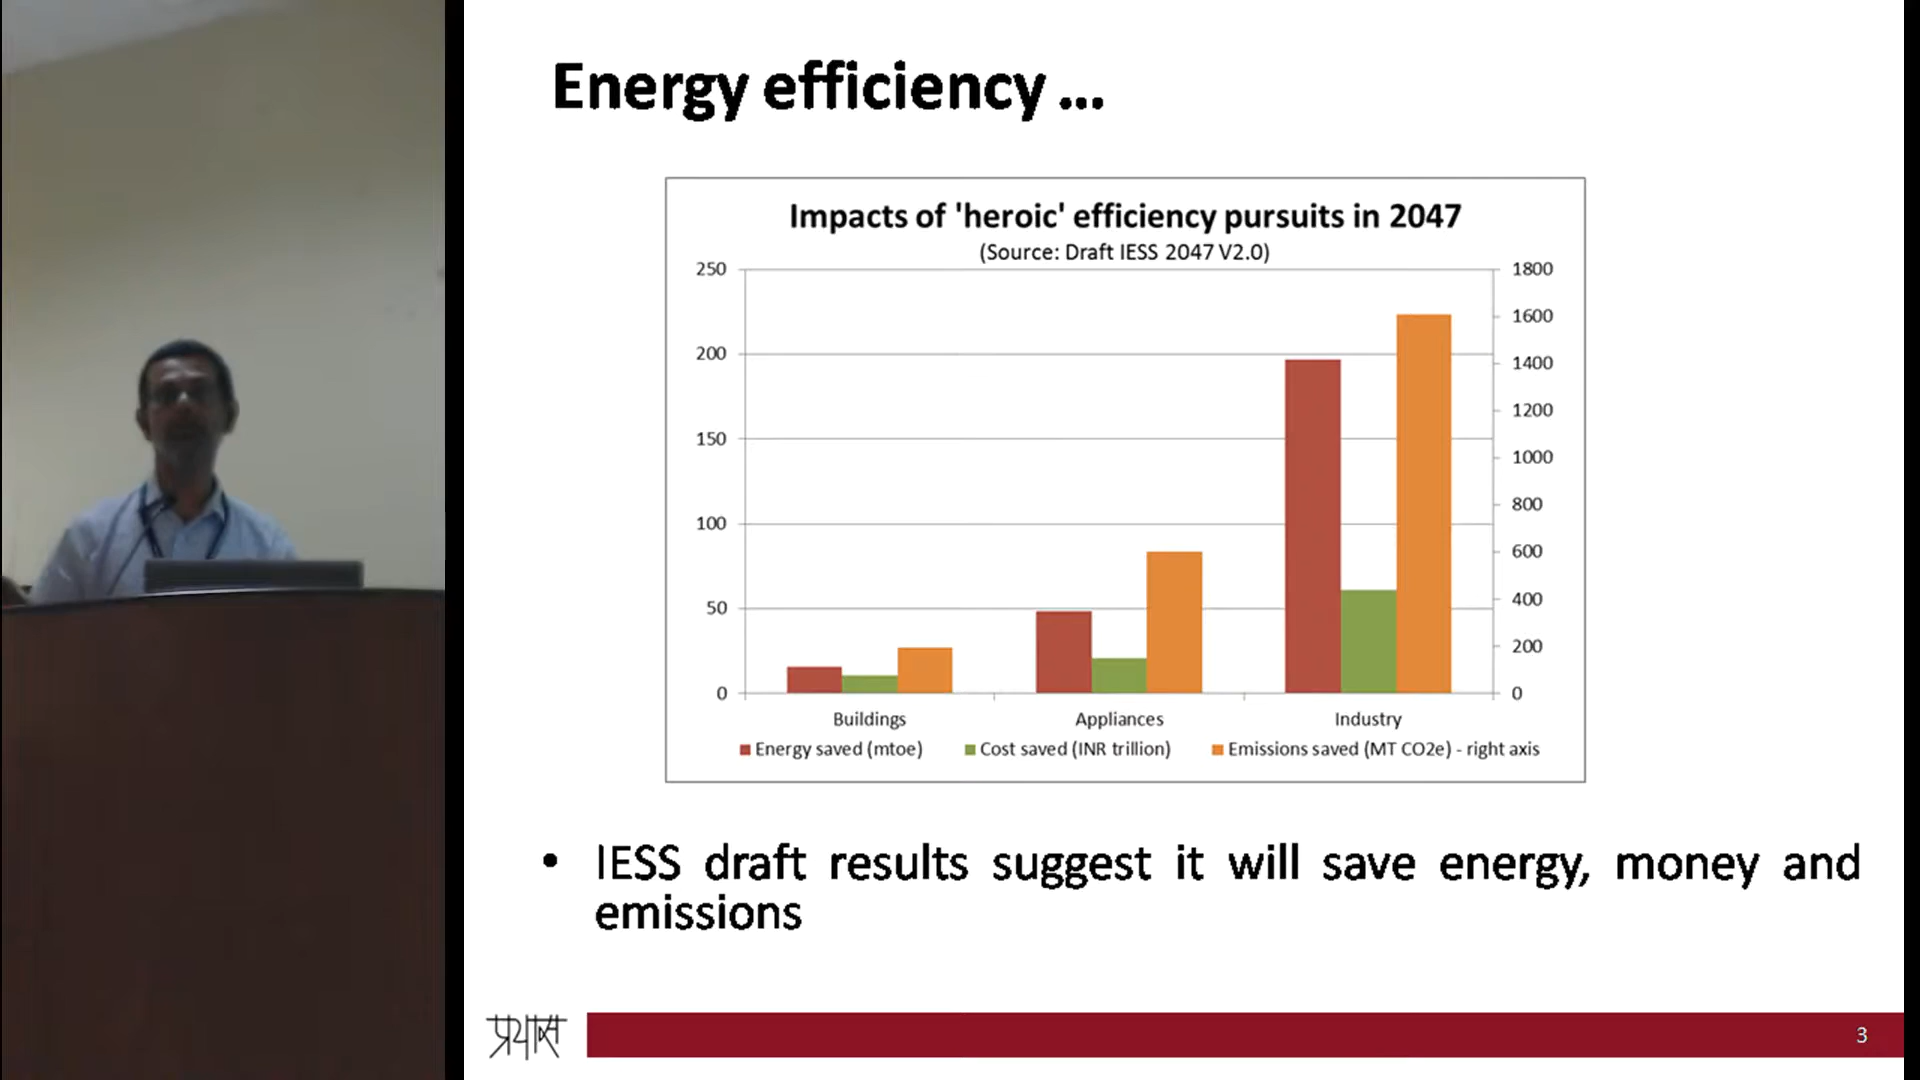 Energy efficiency ...
Impacts of 'heroic' efficiency pursuits in 2047
(Source: Draft IESS 2047 V2.0)
250
200
150
100
50
0
1800
1600
1400
1200
1000
800
600
400
200
0
Buildings Appliances Industry
Energy saved (mtoe) Cost saved (INR trillion) Emissions saved (MT CO2e) - right axis
• IESS draft results suggest it will save energy, money and
emissions
प्रयास
3